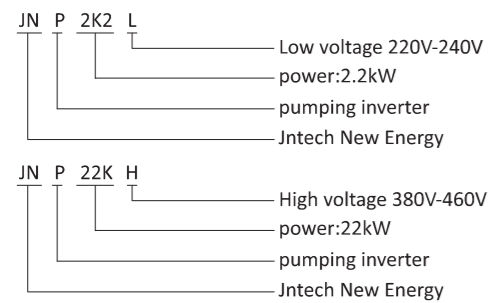 JN P 2K2 L
Low voltage 220V-240V
power:2.2kW
pumping inverter
Jntech New Energy
JN P 22K H
High voltage 380V-460V
power:22kW
pumping inverter
Jntech New Energy